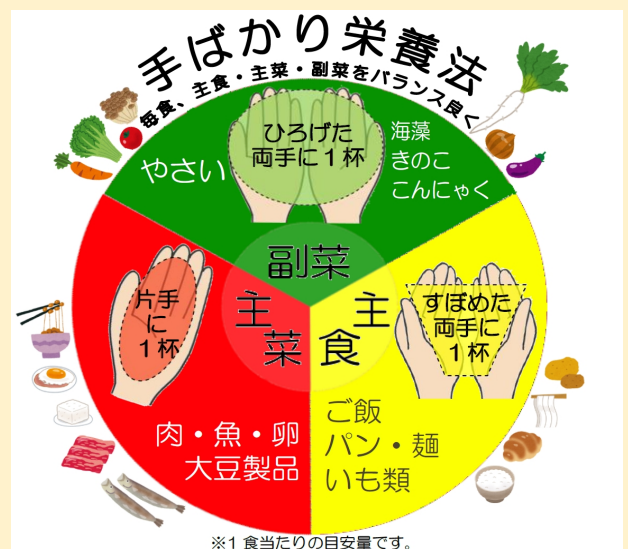 手ばかり栄養法
毎食、主食・主菜・副菜をバランス良く
ひろげた
両手に１杯
やさい
海藻
きのこ
こんにゃく
副菜
片手
に
１杯
主
菜
肉・魚・卵
大豆製品
主
食
すぼめた
両手に
１杯
ご飯
パン・麺
いも類
※1 食当たりの目安量です。